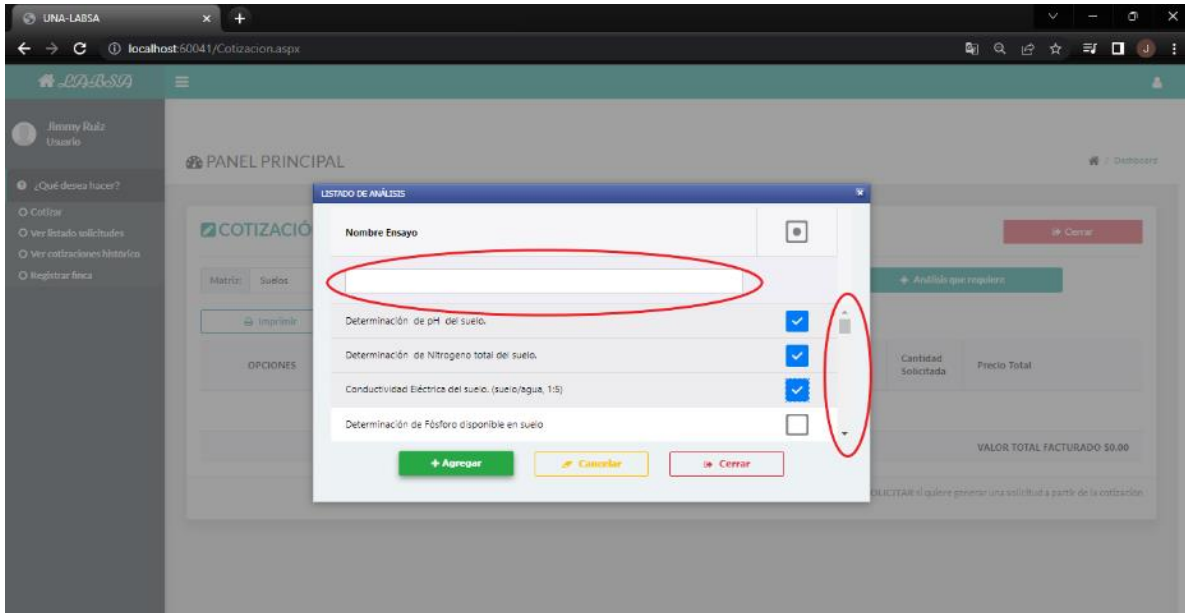 UNA-LABSA
localhost:60041/Cotizacion.aspx
J
LABSA
Jimmy Ruiz
Usuario
PANEL PRINCIPAL
/ Dashboard
¿Qué desea hacer?
Cotizar
Ver listado solicitudes
Ver cotizaciones histórico
Registrar finca
LISTADO DE ANÁLISIS
COTIZACIÓ
Cerrar
Nombre Ensayo
Matriz: Suelos
Análisis que requiere
Imprimir
Determinación de pH del suelo.
Determinación de Nitrogeno total del suelo.
Conductividad Eléctrica del suelo. (suelo/agua, 1:5)
Determinación de Fósforo disponible en suelo
OPCIONES
Cantidad
Solicitada
Precio Total
VALOR TOTAL FACTURADO $0.00
+ Agregar
Cancelar
Cerrar
OLICITAR si quiere generar una solicitud a partir de la cotización